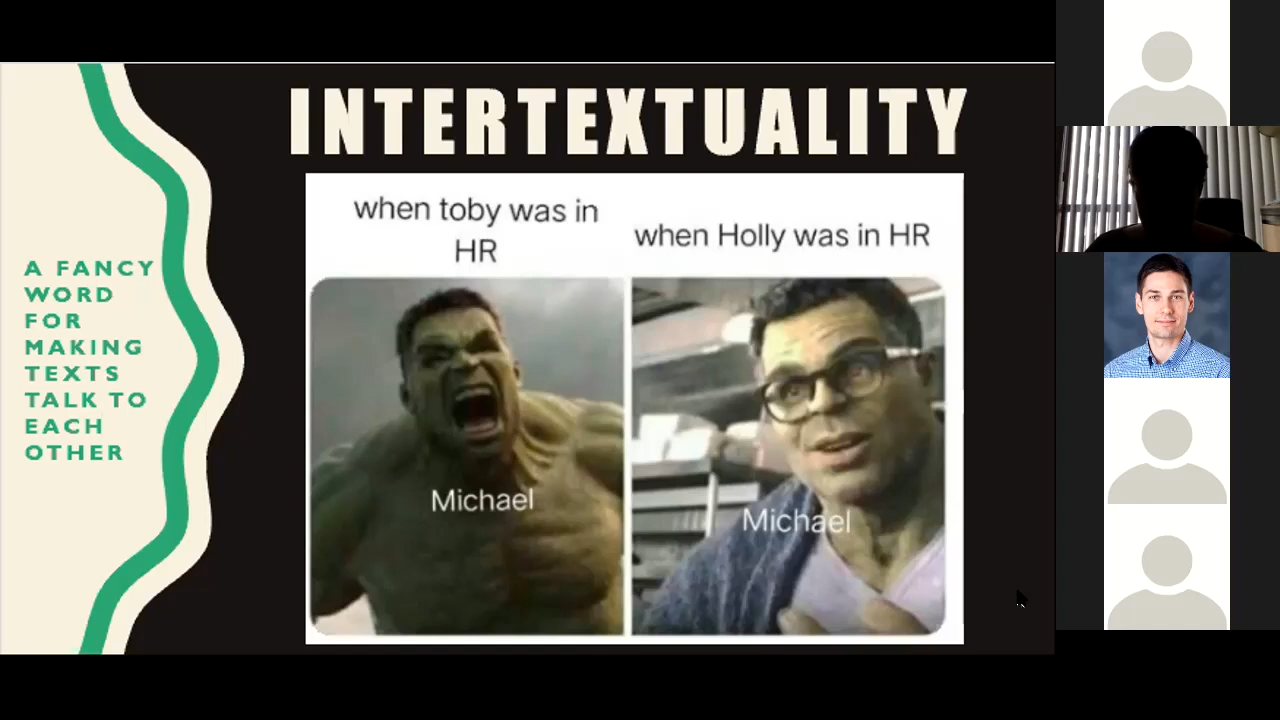 INTERTEXTUALITY
A FANCY
WORD
FOR
MAKING
TEXTS
TALK TO
EACH
OTHER
when toby was in
HR
when Holly was in HR
Michael
Michael